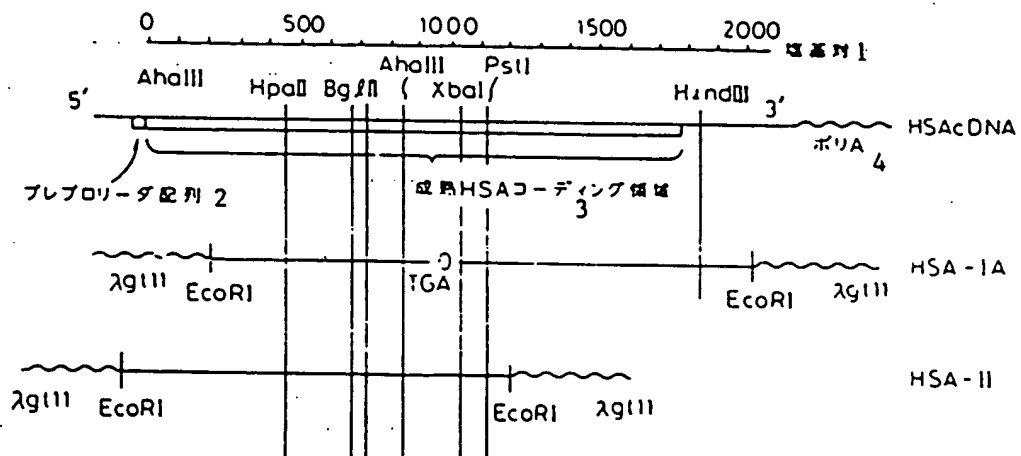 0 500 1000 1500 2000 塩基対 1
AhaIII PstI
AhaIII HpaII BglII XbaI HindIII
5' 3' HSAcDNA
ポリA 4
プレプロリーダ配列 2 成熟HSAコーディング領域
3
HSA-IA
λgt11 EcoRI TGA EcoRI λgt11
HSA-II
λgt11 EcoRI EcoRI λgt11